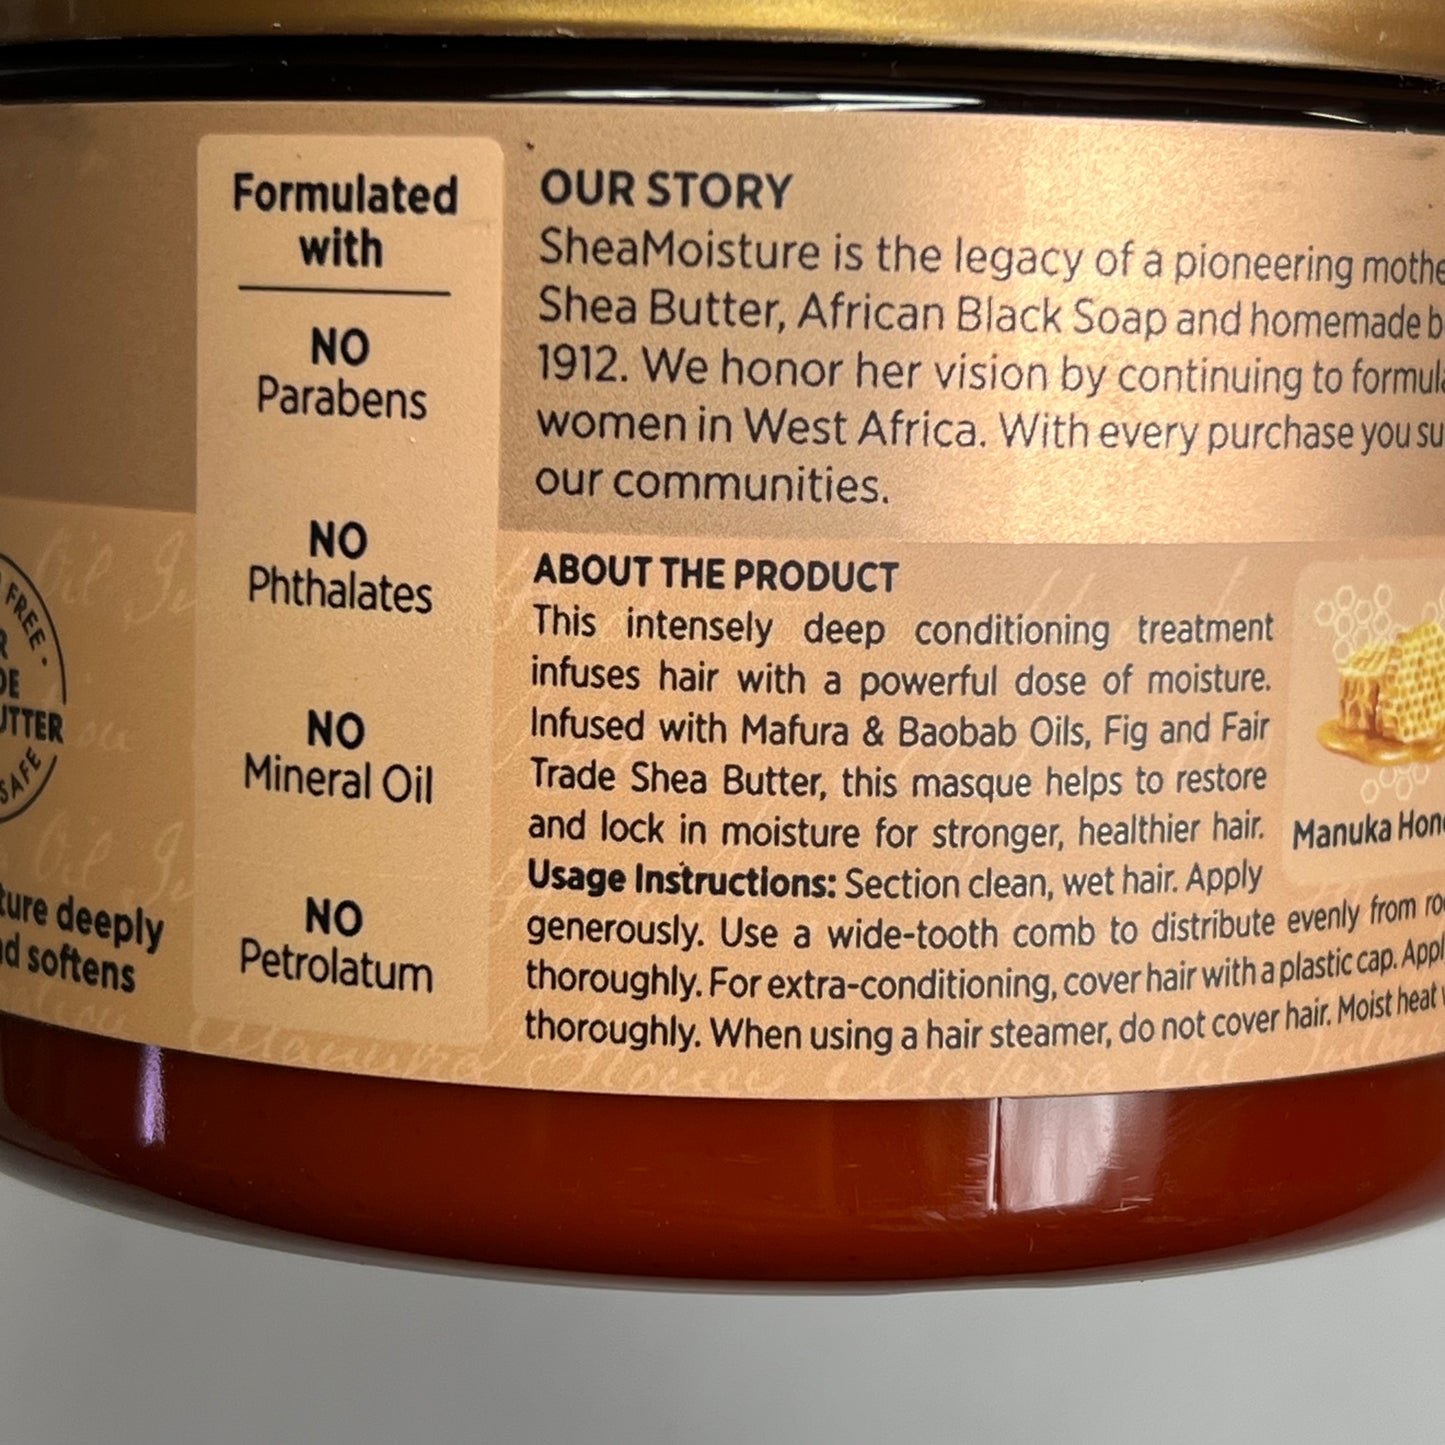 Formulated
with
NO
Parabens
NO
Phthalates
NO
Mineral Oil
NO
Petrolatum
FREE
UTTER
SAFE
ture deeply
d softens
OUR STORY
SheaMoisture is the legacy of a pioneering mothe
Shea Butter, African Black Soap and homemade b
1912. We honor her vision by continuing to formul
women in West Africa. With every purchase you su
our communities.
ABOUT THE PRODUCT
This intensely deep conditioning treatment
infuses hair with a powerful dose of moisture.
Infused with Mafura & Baobab Oils, Fig and Fair
Trade Shea Butter, this masque helps to restore
and lock in moisture for stronger, healthier hair.
Usage Instructions: Section clean, wet hair. Apply
generously. Use a wide-tooth comb to distribute evenly from ro
thoroughly. For extra-conditioning, cover hair with a plastic cap. Appl
thoroughly. When using a hair steamer, do not cover hair. Moist heat
Manuka Hon